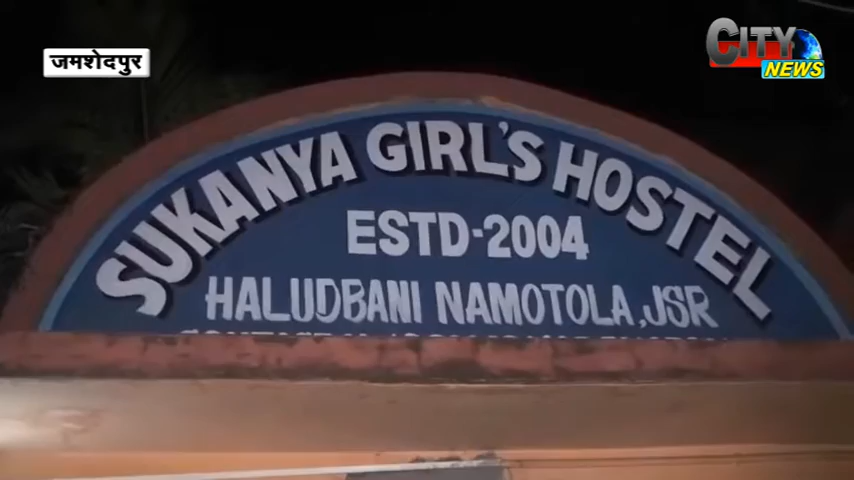 जमशेदपुर
CITY
NEWS
SUKANYA GIRL'S HOSTEL
ESTD-2004
HALUDBANI NAMOTOLA, JSR